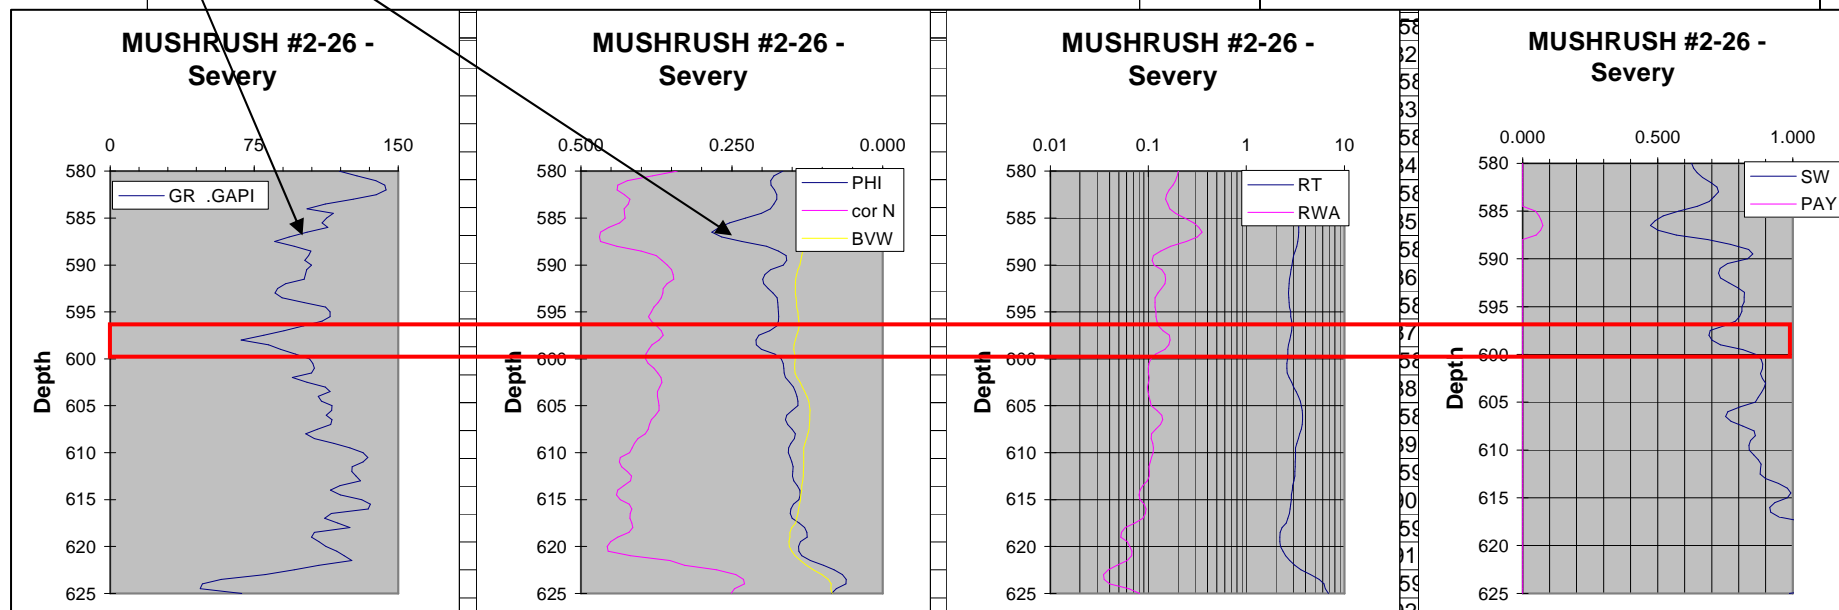 MUSHRUSH #2-26 -
Severy
0 75 150
580
585
590
595
600
605
610
615
620
625
Depth
GR .GAPI
MUSHRUSH #2-26 -
Severy
0.500 0.250 0.000
580
585
590
595
600
605
610
615
620
625
Depth
PHI
cor N
BVW
MUSHRUSH #2-26 -
Severy
0.01 0.1 1 10
580
585
590
595
600
605
610
615
620
625
Depth
RT
RWA
MUSHRUSH #2-26 -
Severy
0.000 0.500 1.000
580
585
590
595
600
605
610
615
620
625
Depth
SW
PAY